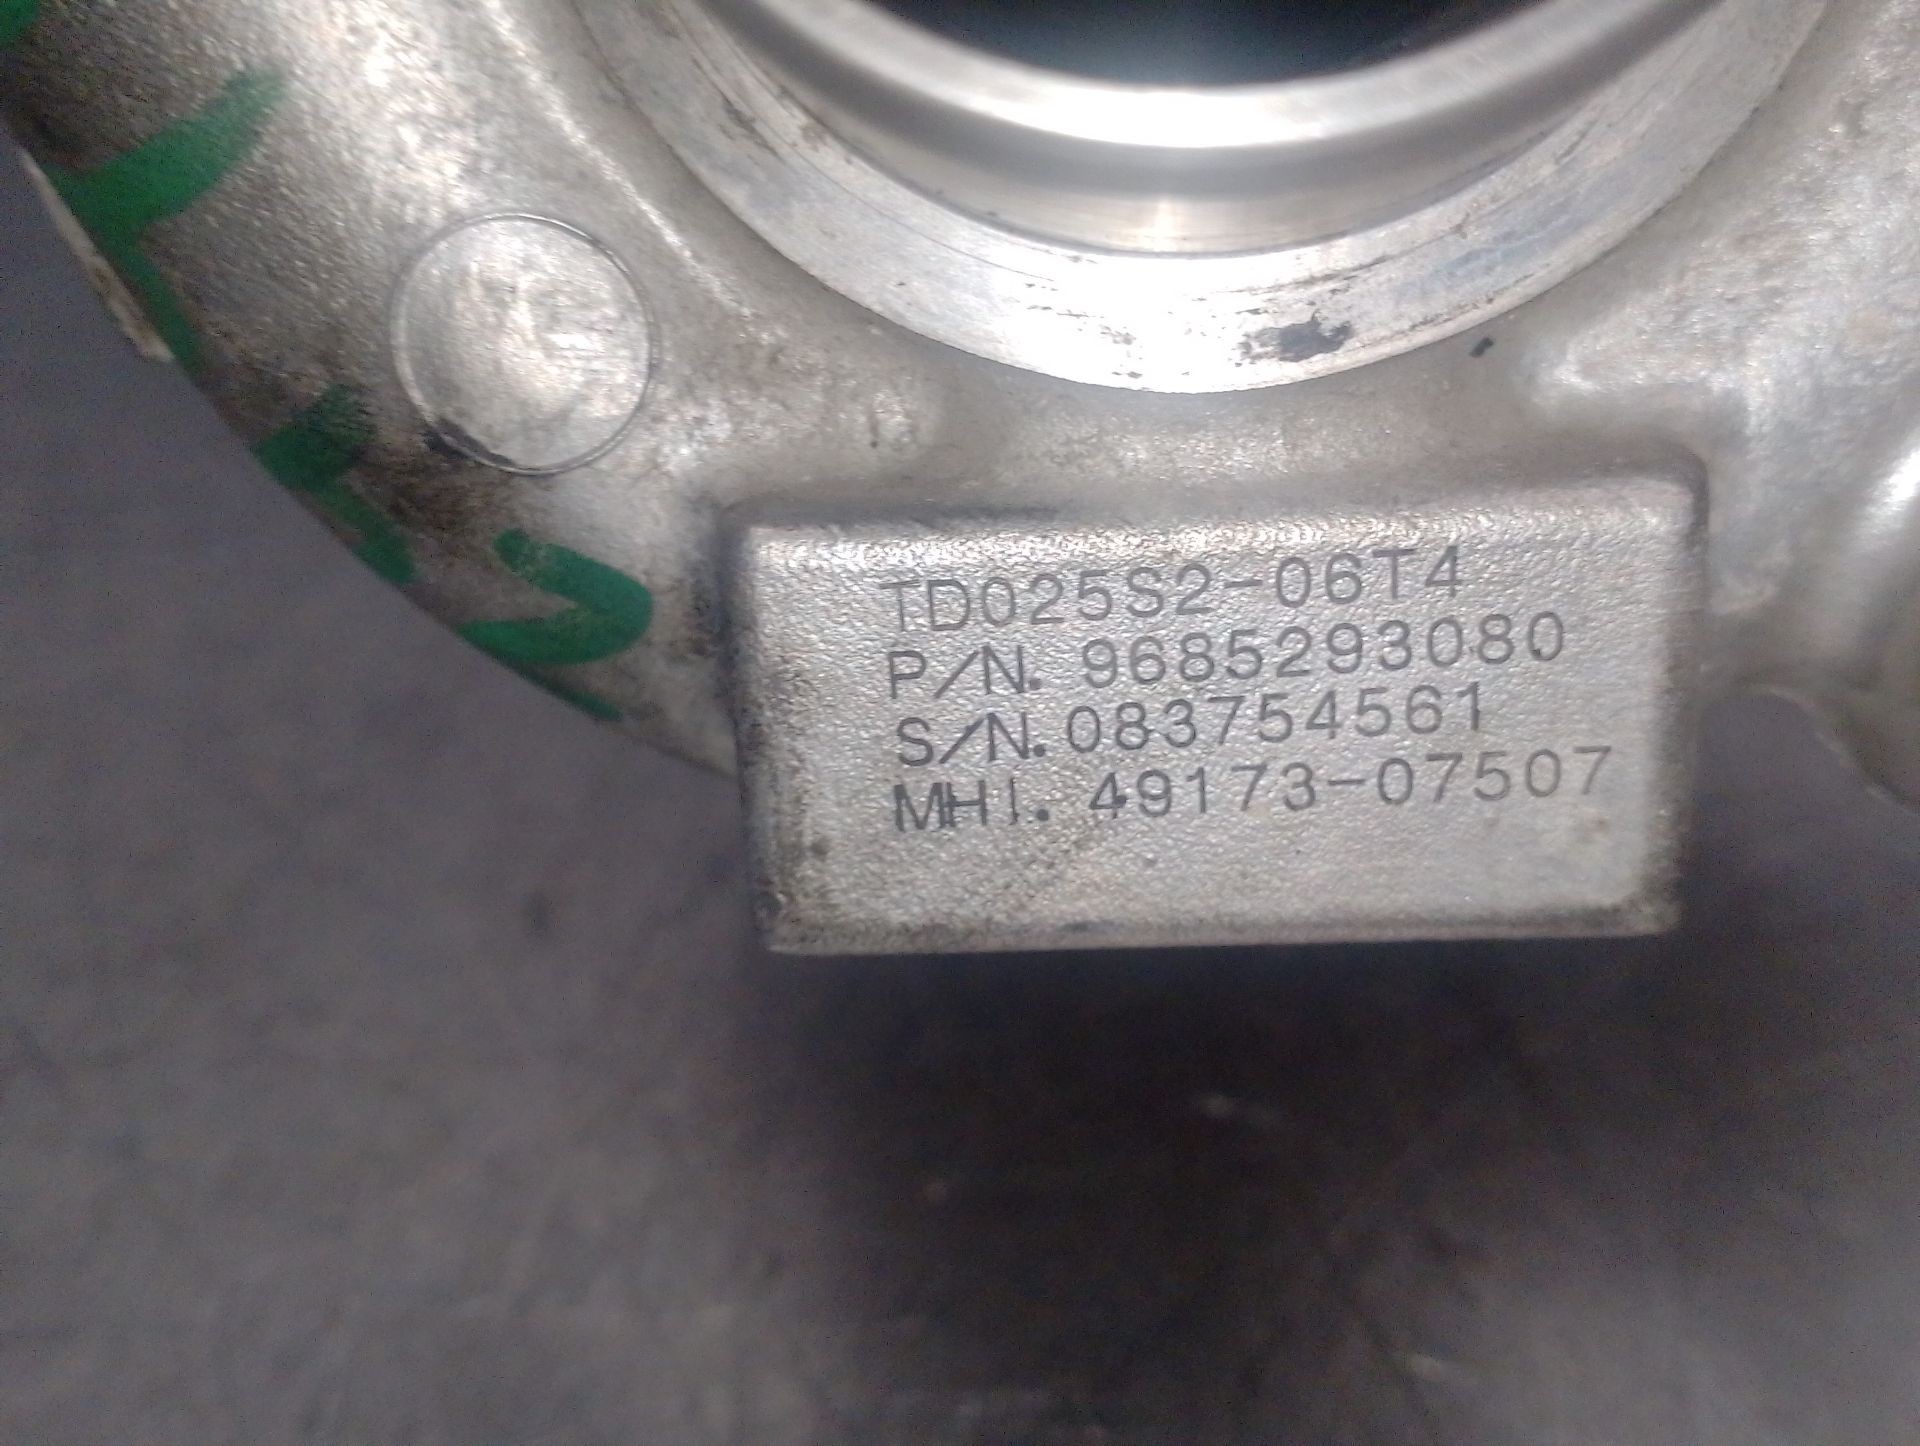 TD025S2-06T4
P/N. 9685293080
S/N. 083754561
MHI. 49173-07507